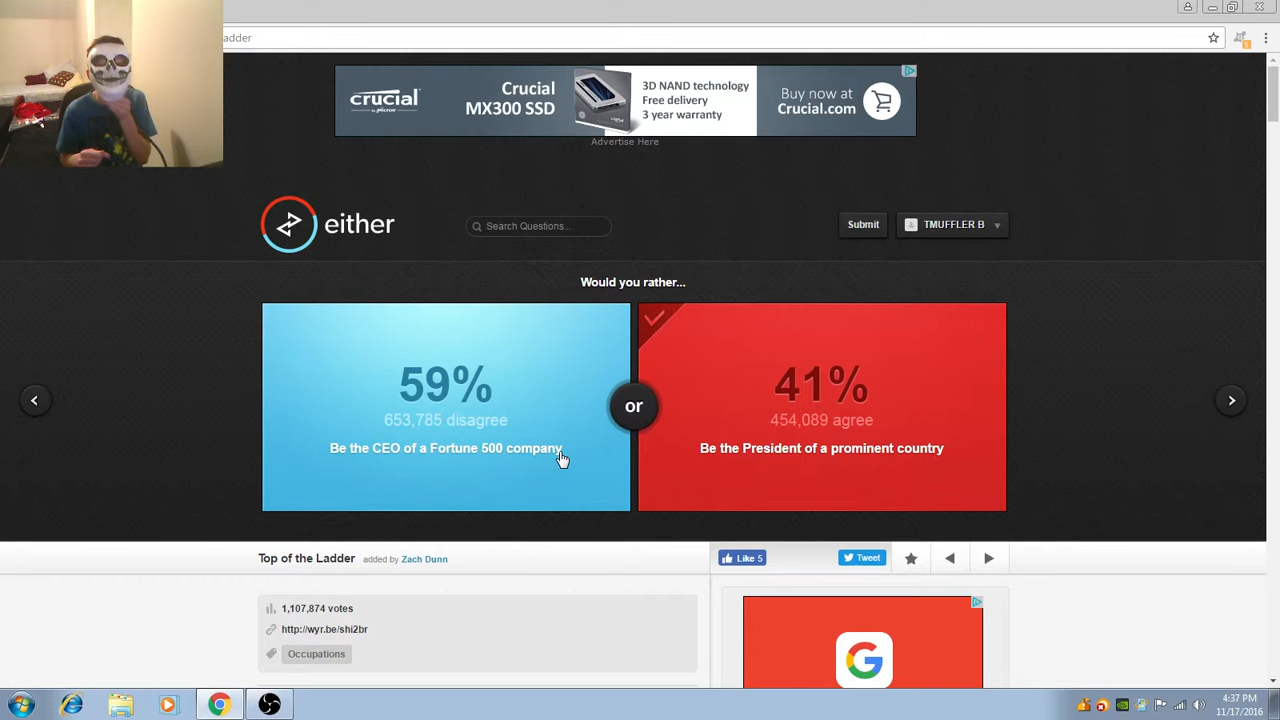 adder
crucial
by Micron
Crucial
MX300 SSD
3D NAND technology
Free delivery
3 year warranty
Buy now at
Crucial.com
Advertise Here
either
Search Questions...
Submit
TMUFFLER B
Would you rather...
59%
653,785 disagree
Be the CEO of a Fortune 500 company
or
41%
454,089 agree
Be the President of a prominent country
Top of the Ladder added by Zach Dunn
Like 5
Tweet
1,107,874 votes
http://wyr.be/shi2br
Occupations
G
4:37 PM
11/17/2016